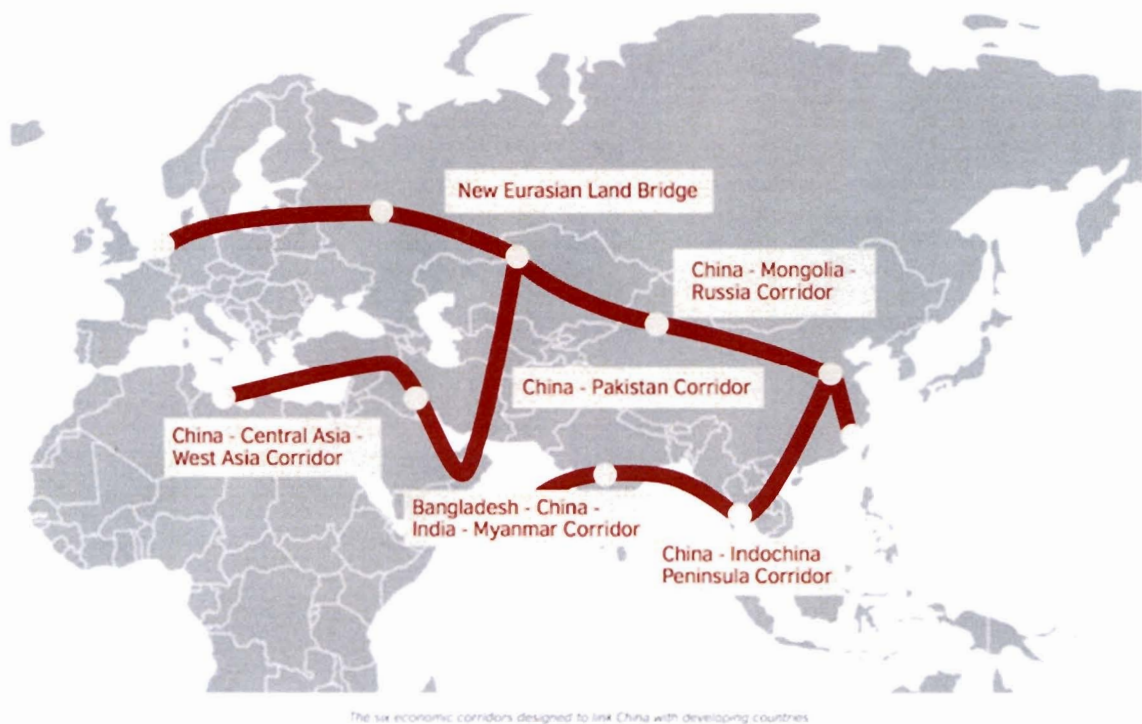 New Eurasian Land Bridge
China - Mongolia -
Russia Corridor
China - Pakistan Corridor
China - Central Asia -
West Asia Corridor
Bangladesh - China -
India - Myanmar Corridor
China - Indochina
Peninsula Corridor
The six economic corridors designed to link China with developing countries